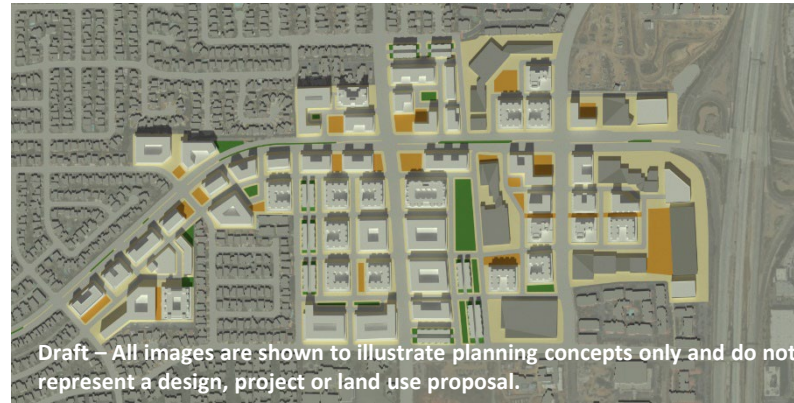 Draft – All images are shown to illustrate planning concepts only and do not
represent a design, project or land use proposal.